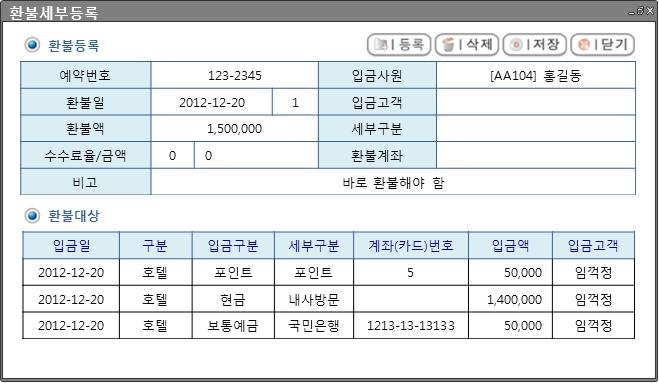 환불세부등록
환불등록 등록 삭제 저장 닫기
예약번호 123-2345 입금사원 [AA104] 홍길동
환불일 2012-12-20 1 입금고객
환불액 1,500,000 세부구분
수수료율/금액 0 0 환불계좌
비고 바로 환불해야 함
환불대상
입금일 구분 입금구분 세부구분 계좌(카드)번호 입금액 입금고객
2012-12-20 호텔 포인트 포인트 5 50,000 임꺽정
2012-12-20 호텔 현금 내사방문 1,400,000 임꺽정
2012-12-20 호텔 보통예금 국민은행 1213-13-13133 50,000 임꺽정